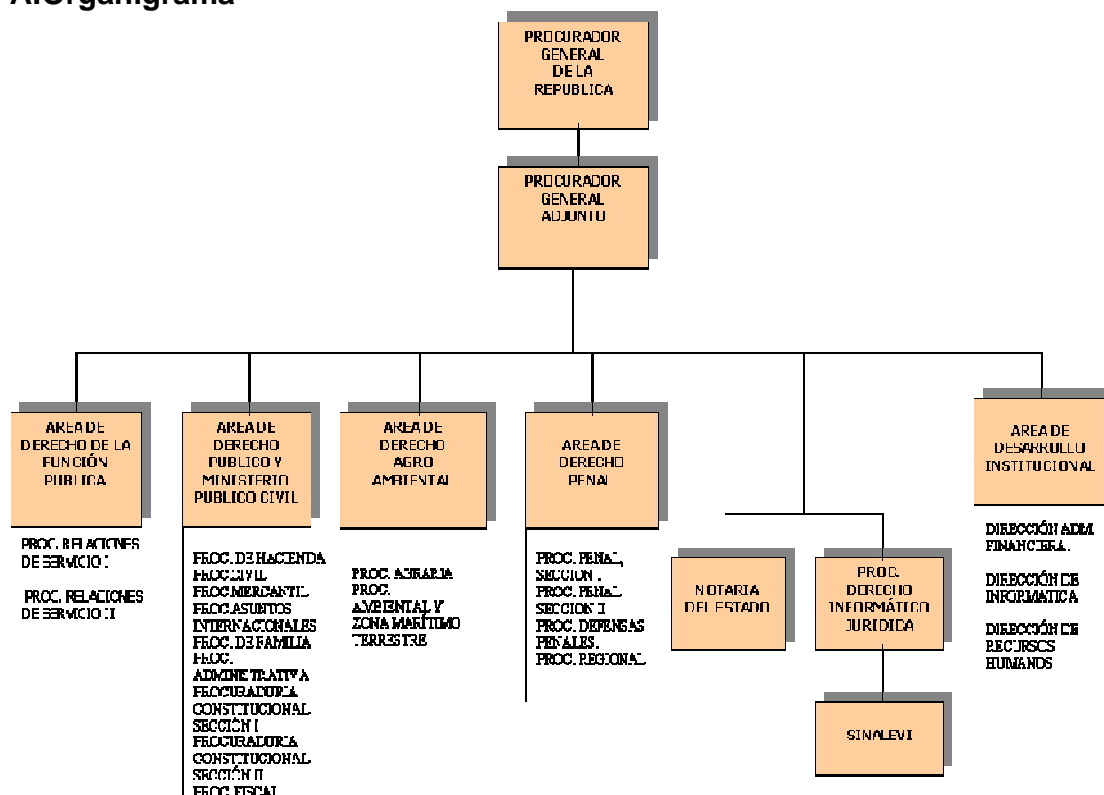 A.Organigrama
PROCURADOR
GENERAL
DE LA
REPUBLICA
PROCURADOR
GENERAL
ADJUNTO
AREA DE
DERECHO DE LA
FUNCIÓN
PUBLICA
PROC. RELACIONES
DE SERVICIO I
PROC. RELACIONES
DE SERVICIO II
AREA DE
DERECHO
PUBLICO Y
MINISTERIO
PUBLICO CIVIL
PROC. DE HACIENDA
PROC.CIVIL
PROC.MERCANTIL
PROC.ASUNTOS
INTERNACIONALES
PROC. DE FAMILIA
PROC.
ADMINISTRATIVA
PROCURADURIA
CONSTITUCIONAL
SECCIÓN I
PROCURADURIA
CONSTITUCIONAL
SECCIÓN II
PROC.FISCAL
AREA DE
DERECHO
AGRO
AMBIENTAL
PROC. AGRARIA
PROC.
AMBIENTAL Y
ZONA MARÍTIMO
TERRESTRE
AREA DE
DERECHO
PENAL
PROC. PENAL,
SECCION I.
PROC. PENAL
SECCION II
PROC. DEFENSAS
PENALES.
PROC. REGIONAL
NOTARIA
DEL ESTADO
PROC.
DERECHO
INFORMÁTICO
JURIDICA
SINALEVI
AREA DE
DESARROLLO
INSTITUCIONAL
DIRECCIÓN ADM.
FINANCIERA.
DIRECCIÓN DE
INFORMATICA
DIRECCIÓN DE
RECURSOS
HUMANOS